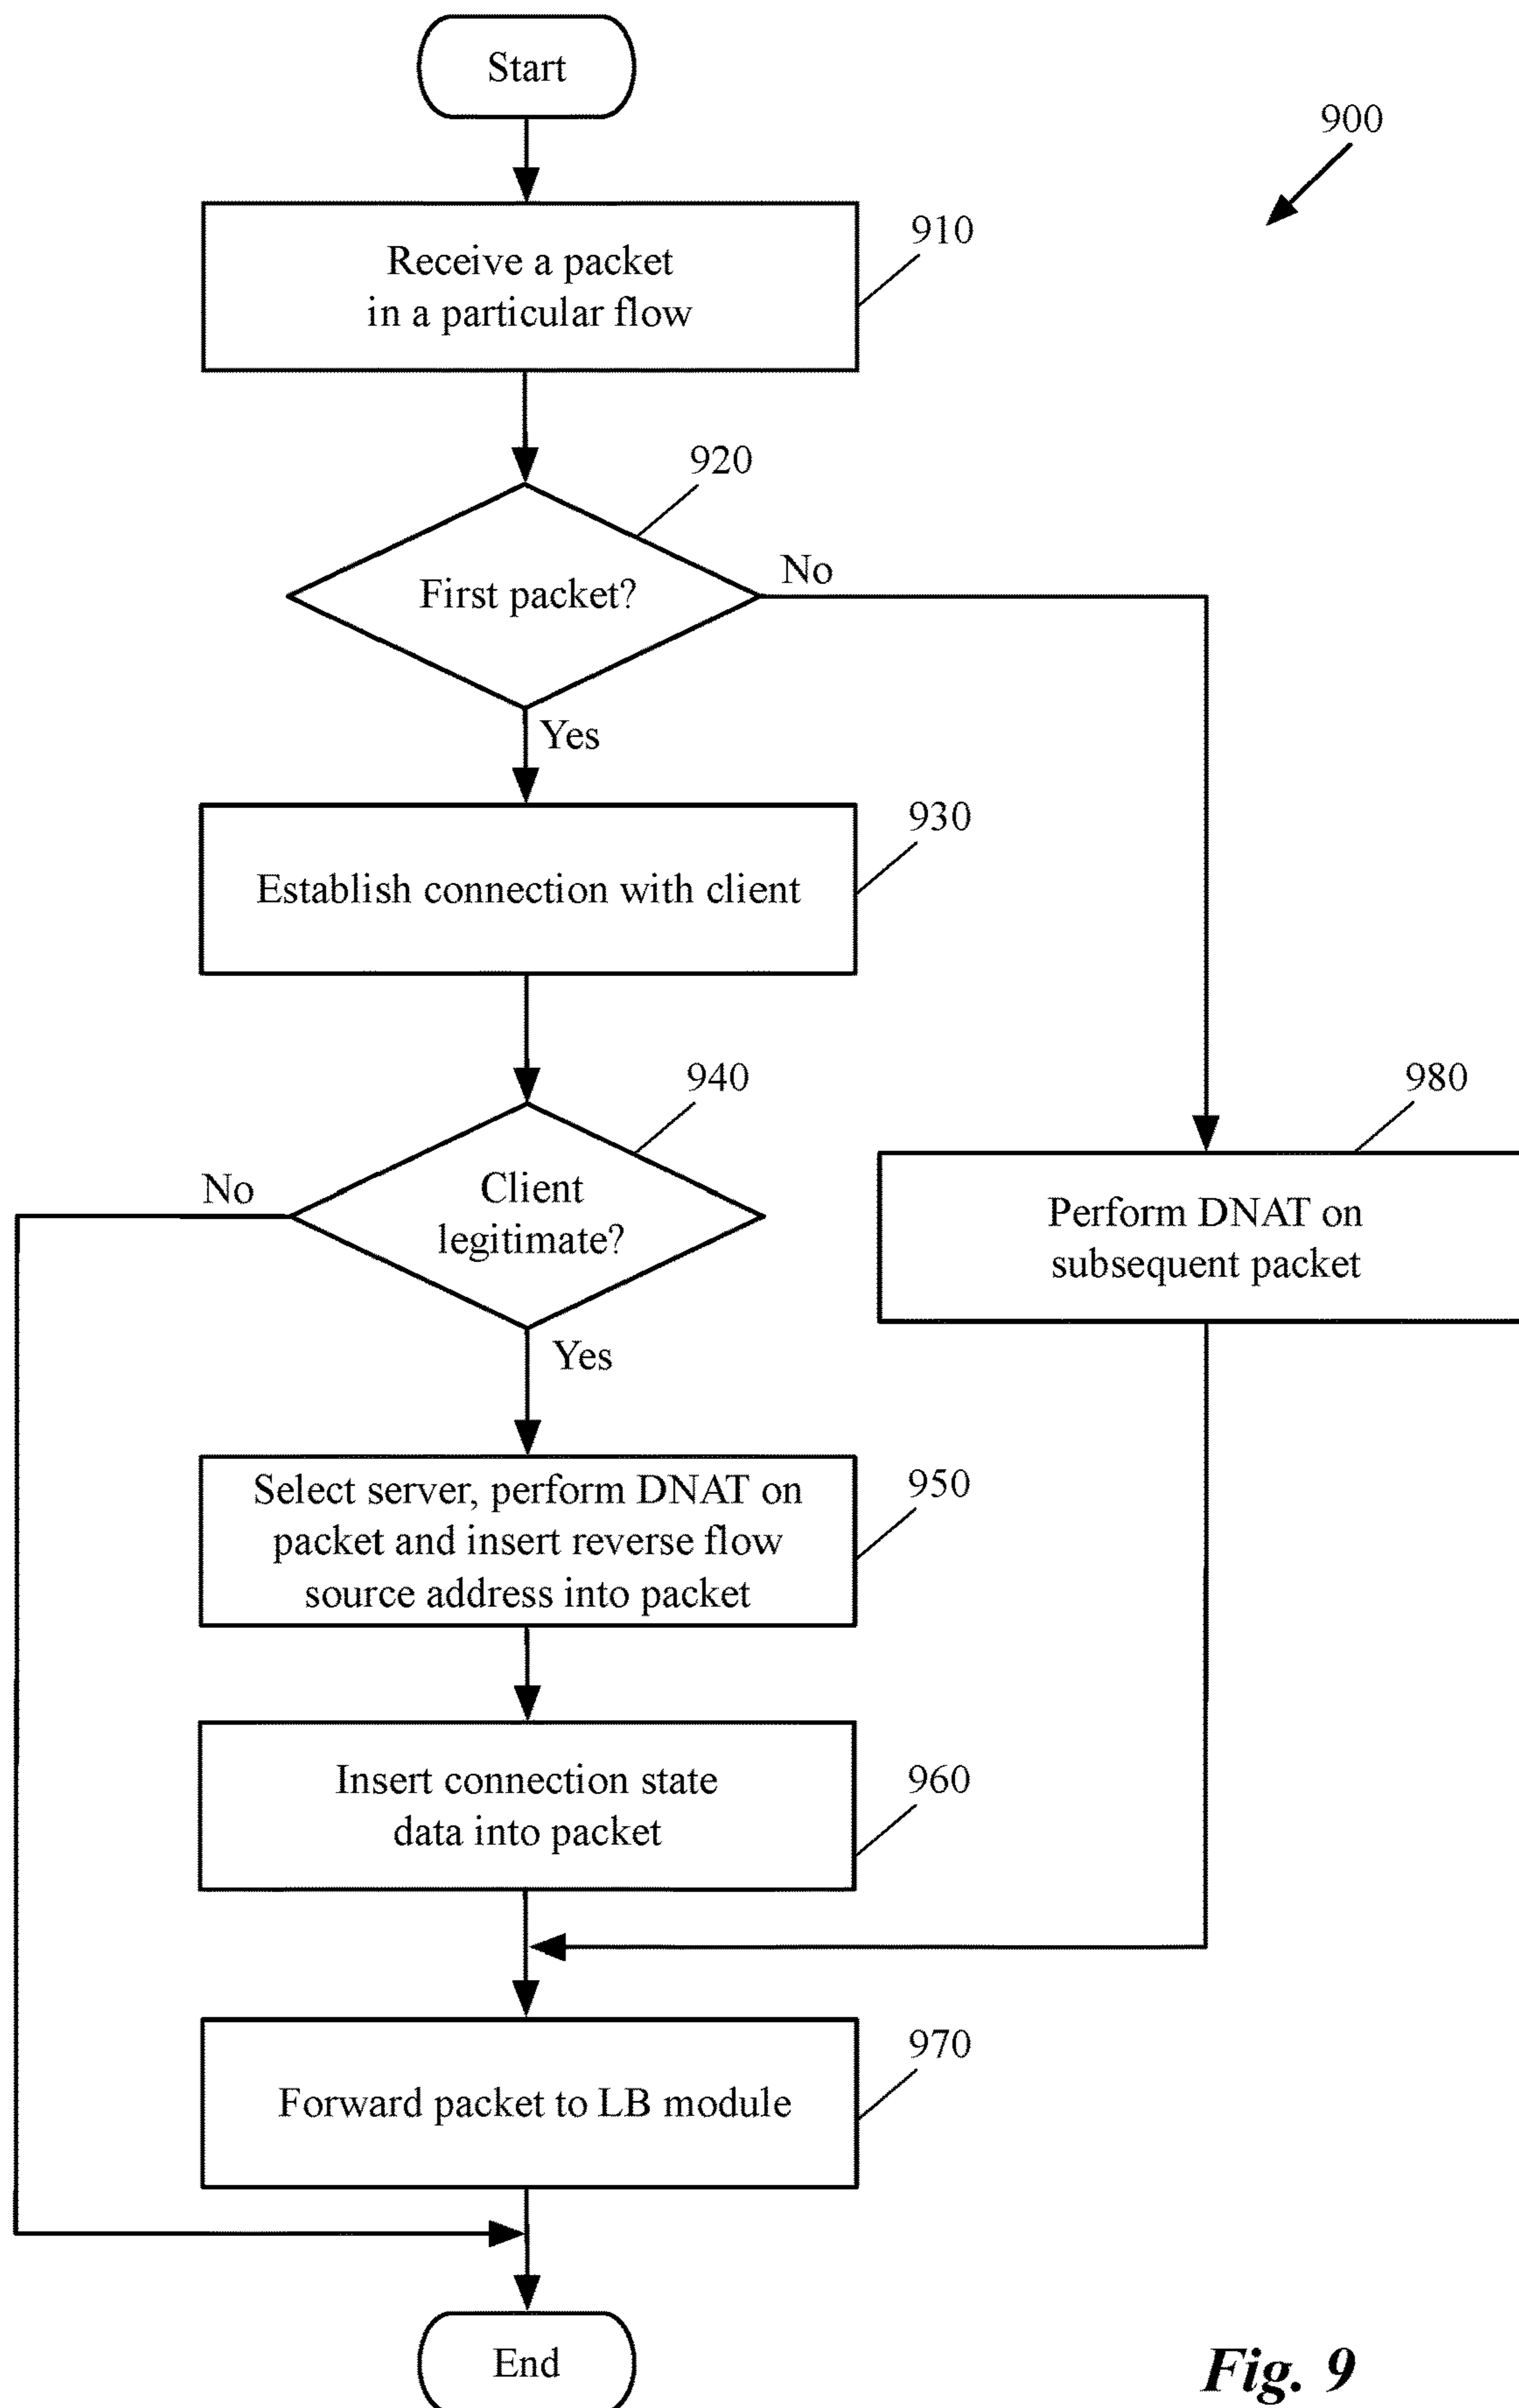 Start
900
910
Receive a packet
in a particular flow
920
First packet?
No
Yes
930
Establish connection with client
940
Client
legitimate?
No
Yes
980
Perform DNAT on
subsequent packet
950
Select server, perform DNAT on
packet and insert reverse flow
source address into packet
960
Insert connection state
data into packet
970
Forward packet to LB module
End
Fig. 9